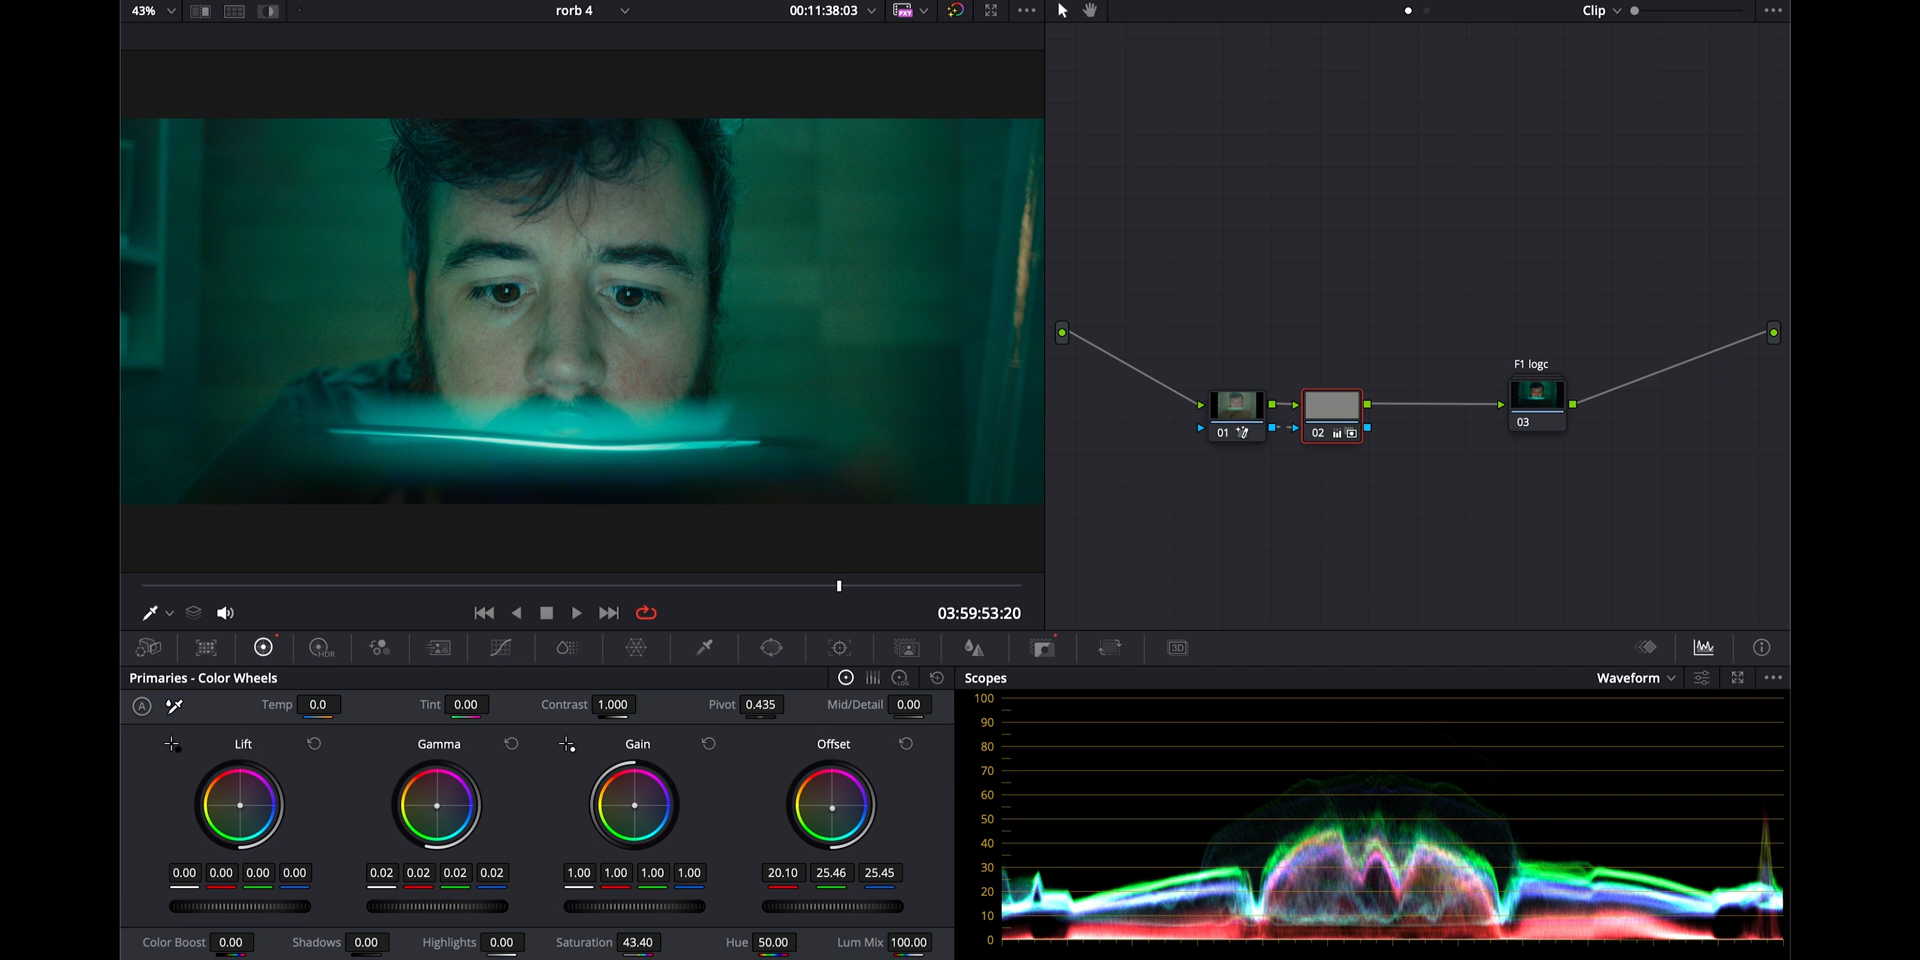 43%
rorb 4
00:11:38:03
PXY
Clip
F1 logc
01
02
03
03:59:53:20
HDR
3D
Primaries - Color Wheels
LOG
Scopes
Waveform
A
Temp 0.0
Tint 0.00
Contrast 1.000
Pivot 0.435
Mid/Detail 0.00
Lift
Gamma
Gain
Offset
0.00 0.00 0.00 0.00
0.02 0.02 0.02 0.02
1.00 1.00 1.00 1.00
20.10 25.46 25.45
Color Boost 0.00
Shadows 0.00
Highlights 0.00
Saturation 43.40
Hue 50.00
Lum Mix 100.00
100
90
80
70
60
50
40
30
20
10
0